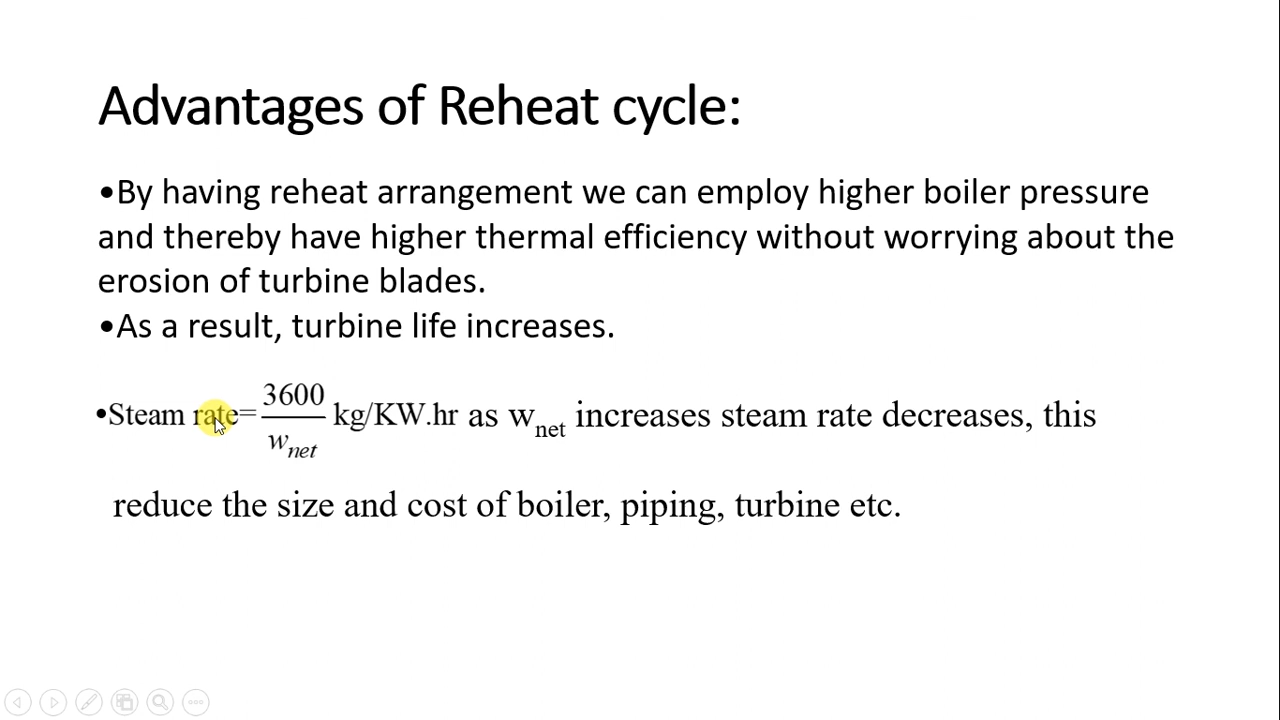 Advantages of Reheat cycle:
•By having reheat arrangement we can employ higher boiler pressure
and thereby have higher thermal efficiency without worrying about the
erosion of turbine blades.
•As a result, turbine life increases.
•Steam rate=3600/w_net kg/KW.hr as w_net increases steam rate decreases, this
reduce the size and cost of boiler, piping, turbine etc.